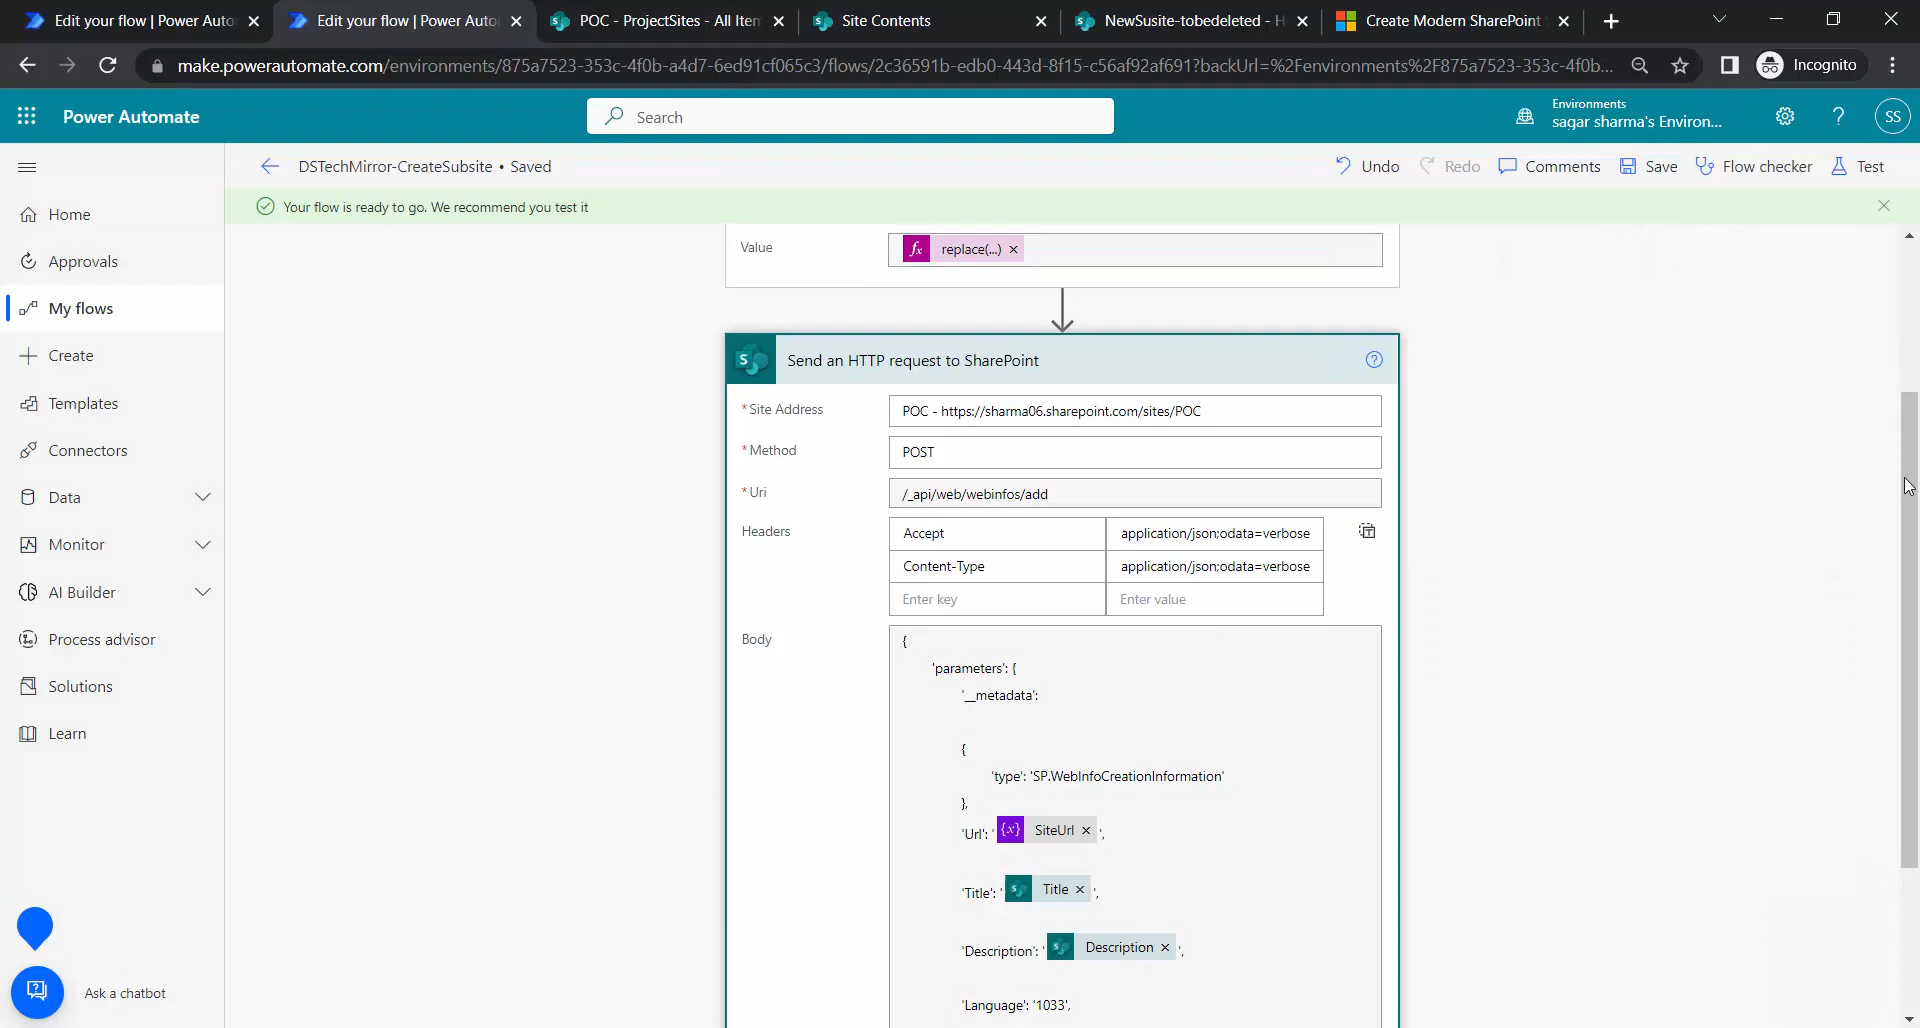 Edit your flow | Power Auto
Edit your flow | Power Auto
POC - ProjectSites - All Item
Site Contents
NewSusite-tobedeleted - H
Create Modern SharePoint
make.powerautomate.com/environments/875a7523-353c-4f0b-a4d7-6ed91cf065c3/flows/2c36591b-edb0-443d-8f15-c56af92af691?backUrl=%2Fenvironments%2F875a7523-353c-4f0b...
Incognito
Power Automate
Search
Environments
sagar sharma's Environ...
SS
DSTechMirror-CreateSubsite • Saved
Undo
Redo
Comments
Save
Flow checker
Test
Your flow is ready to go. We recommend you test it
Home
Approvals
My flows
Create
Templates
Connectors
Data
Monitor
AI Builder
Process advisor
Solutions
Learn
Ask a chatbot
Value
fx replace(...) ×
Send an HTTP request to SharePoint
* Site Address
POC - https://sharma06.sharepoint.com/sites/POC
* Method
POST
* Uri
/_api/web/webinfos/add
Headers
Accept
application/json;odata=verbose
Content-Type
application/json;odata=verbose
Enter key
Enter value
Body
{
'parameters': {
'__metadata':
{
'type': 'SP.WebInfoCreationInformation'
},
'Url': ' {x} SiteUrl × ',
'Title': ' Title × ',
'Description': ' Description × ',
'Language': '1033',